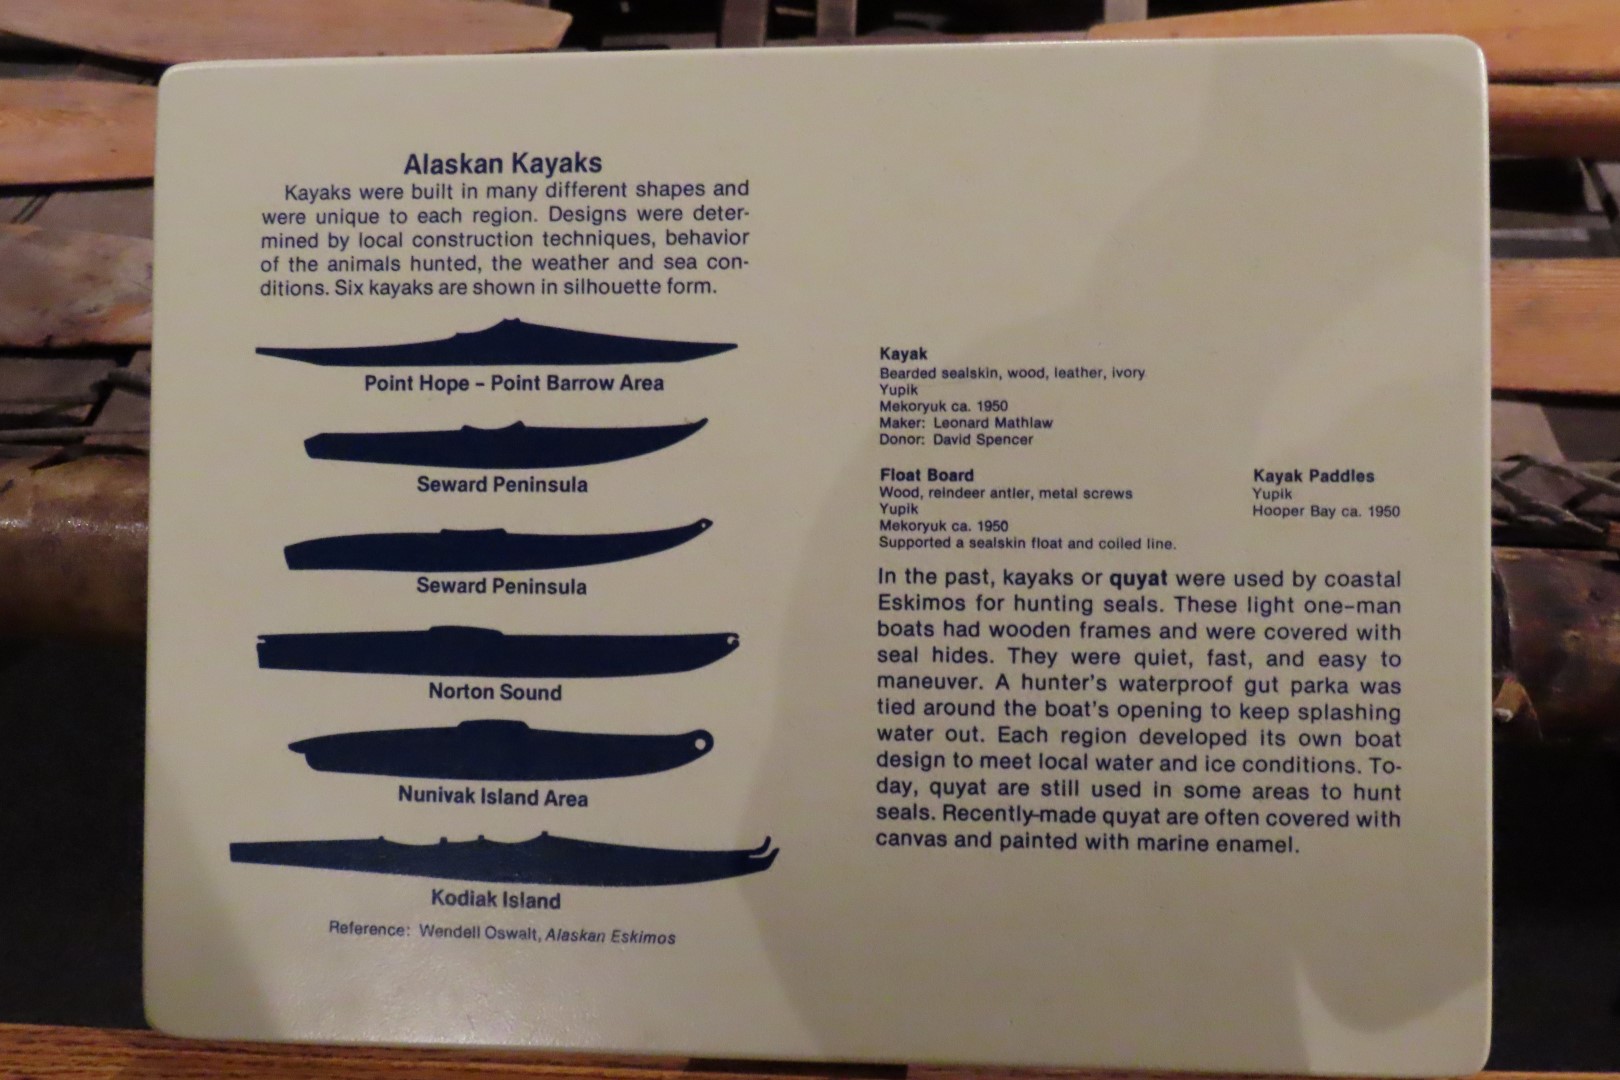 Alaskan Kayaks
Kayaks were built in many different shapes and
were unique to each region. Designs were deter-
mined by local construction techniques, behavior
of the animals hunted, the weather and sea con-
ditions. Six kayaks are shown in silhouette form.
Point Hope – Point Barrow Area
Seward Peninsula
Seward Peninsula
Norton Sound
Nunivak Island Area
Kodiak Island
Reference: Wendell Oswalt, Alaskan Eskimos
Kayak
Bearded sealskin, wood, leather, ivory
Yupik
Mekoryuk ca. 1950
Maker: Leonard Mathlaw
Donor: David Spencer
Float Board
Wood, reindeer antler, metal screws
Yupik
Mekoryuk ca. 1950
Supported a sealskin float and coiled line.
Kayak Paddles
Yupik
Hooper Bay ca. 1950
In the past, kayaks or quyat were used by coastal
Eskimos for hunting seals. These light one-man
boats had wooden frames and were covered with
seal hides. They were quiet, fast, and easy to
maneuver. A hunter's waterproof gut parka was
tied around the boat's opening to keep splashing
water out. Each region developed its own boat
design to meet local water and ice conditions. To-
day, quyat are still used in some areas to hunt
seals. Recently-made quyat are often covered with
canvas and painted with marine enamel.